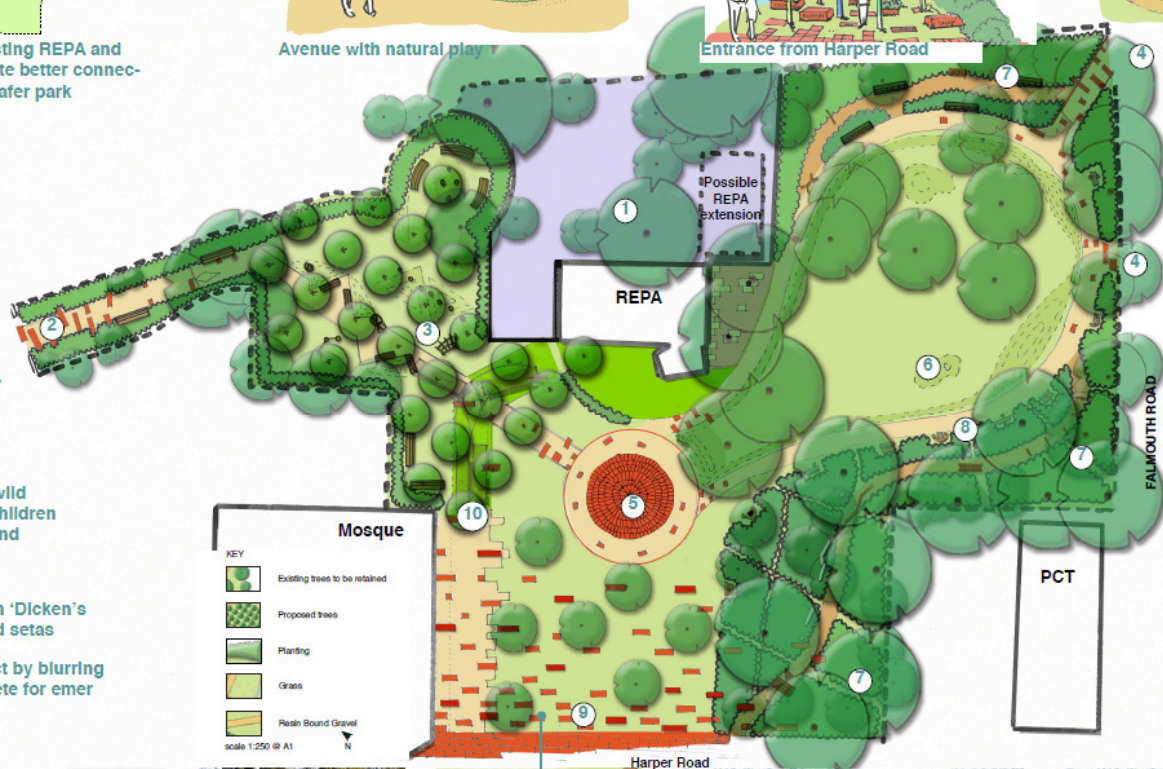 sting REPA and
te better connec-
afer park
Avenue with natural play
Entrance from Harper Road
7
4
1
Possible
REPA
extension
4
REPA
2
3
6
8
7
FALMOUTH ROAD
5
10
vild
hildren
nd
Mosque
KEY
Existing trees to be retained
Proposed trees
Planting
Grass
Resin Bound Gravel
scale 1:250 @ A1
N
PCT
n ‘Dicken’s
d setas
ct by blurring
ete for emer
7
9
Harper Road